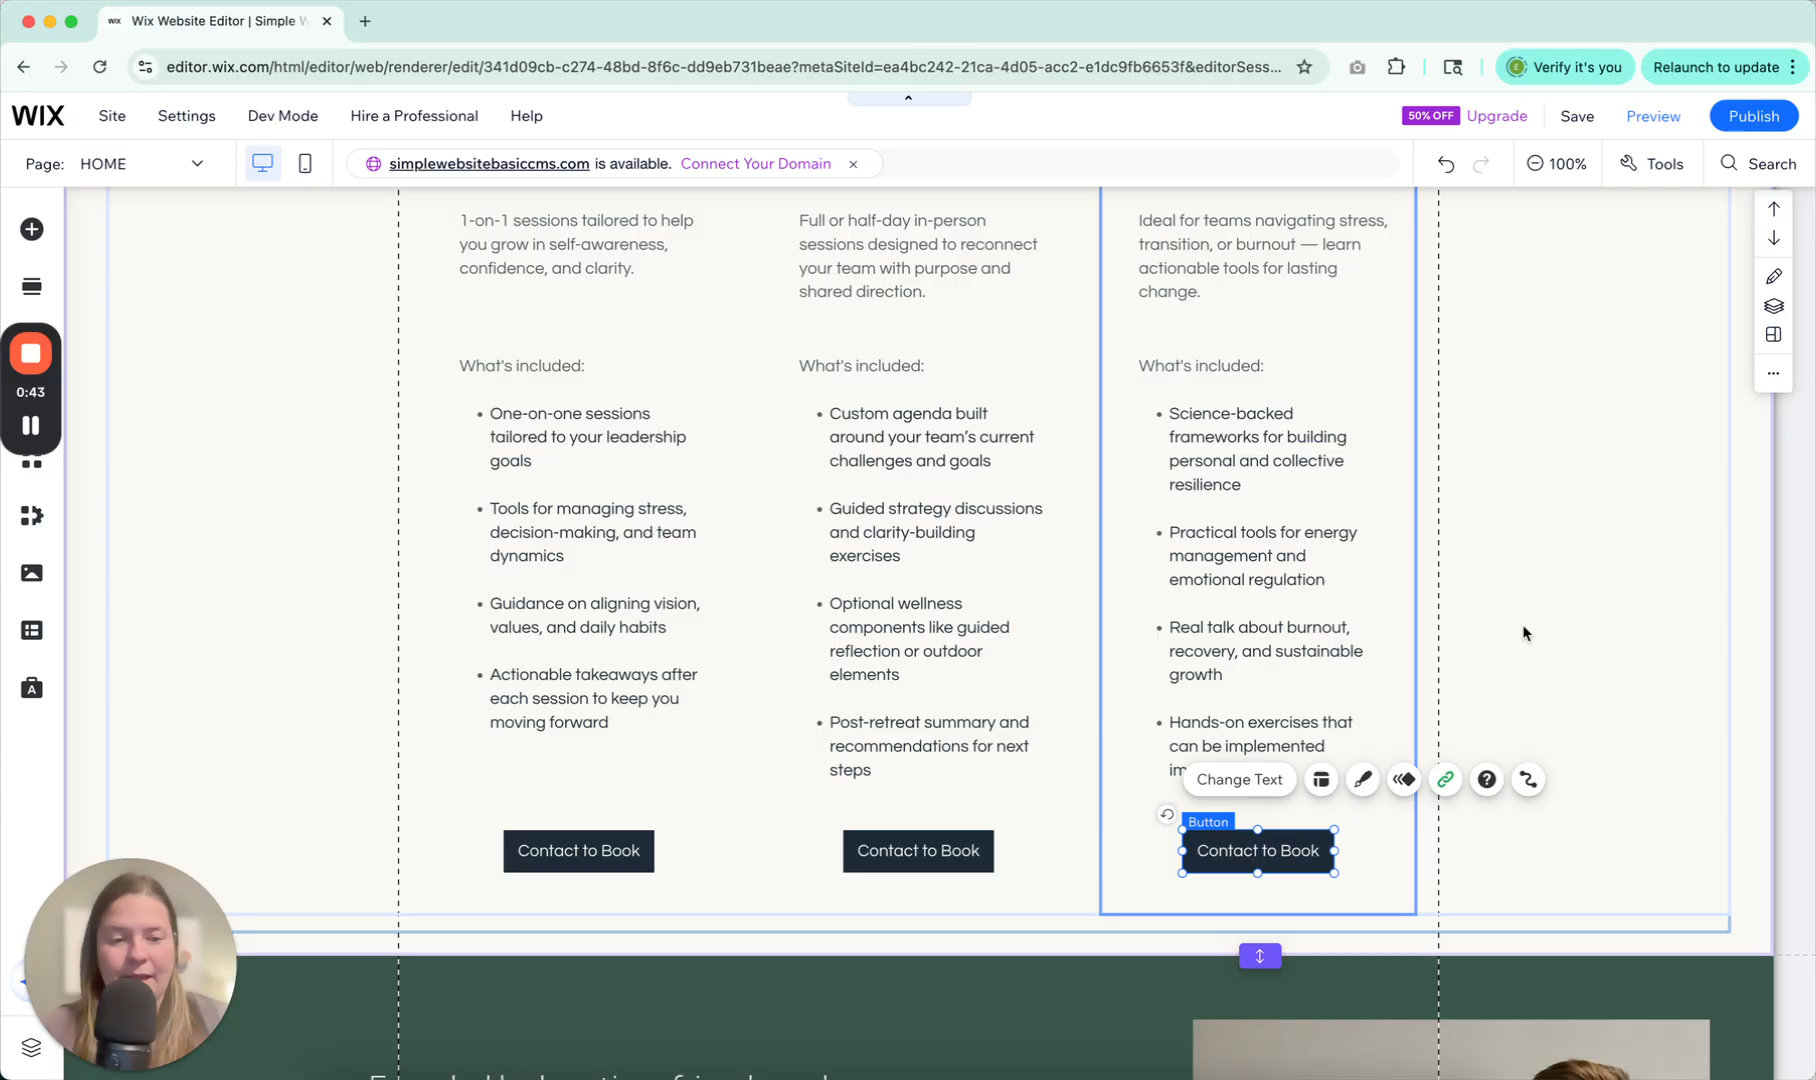 WIX Wix Website Editor | Simple W
editor.wix.com/html/editor/web/renderer/edit/341d09cb-c274-48bd-8f6c-dd9eb731beae?metaSiteId=ea4bc242-21ca-4d05-acc2-e1dc9fb6653f&editorSess...
Verify it's you
Relaunch to update
WIX
Site
Settings
Dev Mode
Hire a Professional
Help
50% OFF
Upgrade
Save
Preview
Publish
Page: HOME
simplewebsitebasiccms.com is available. Connect Your Domain
100%
Tools
Search
0:43
1-on-1 sessions tailored to help
you grow in self-awareness,
confidence, and clarity.
What's included:
• One-on-one sessions
tailored to your leadership
goals
• Tools for managing stress,
decision-making, and team
dynamics
• Guidance on aligning vision,
values, and daily habits
• Actionable takeaways after
each session to keep you
moving forward
Contact to Book
Full or half-day in-person
sessions designed to reconnect
your team with purpose and
shared direction.
What's included:
• Custom agenda built
around your team’s current
challenges and goals
• Guided strategy discussions
and clarity-building
exercises
• Optional wellness
components like guided
reflection or outdoor
elements
• Post-retreat summary and
recommendations for next
steps
Contact to Book
Ideal for teams navigating stress,
transition, or burnout — learn
actionable tools for lasting
change.
What's included:
• Science-backed
frameworks for building
personal and collective
resilience
• Practical tools for energy
management and
emotional regulation
• Real talk about burnout,
recovery, and sustainable
growth
• Hands-on exercises that
can be implemented
Change Text
Button
Contact to Book